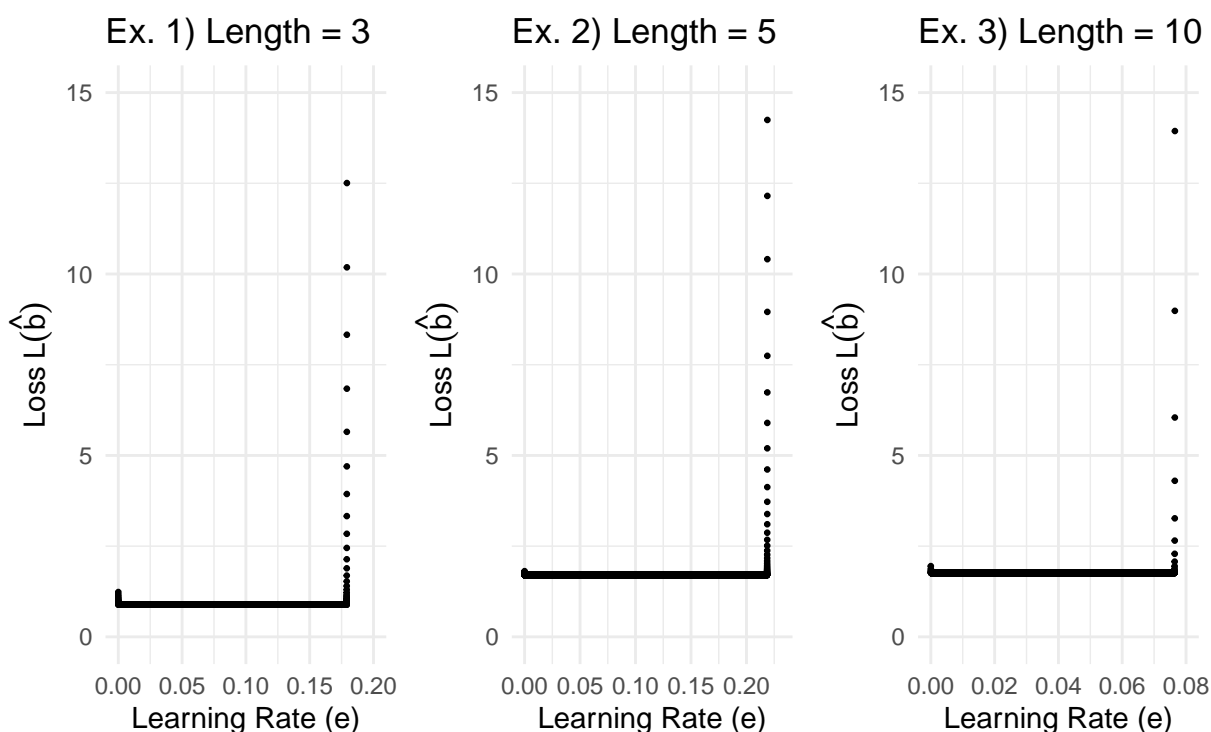 Ex. 1) Length = 3
15
10
5
0
Loss L(b̂)
0.00 0.05 0.10 0.15 0.20
Learning Rate (e)
Ex. 2) Length = 5
15
10
5
0
Loss L(b̂)
0.00 0.05 0.10 0.15 0.20
Learning Rate (e)
Ex. 3) Length = 10
15
10
5
0
Loss L(b̂)
0.00 0.02 0.04 0.06 0.08
Learning Rate (e)